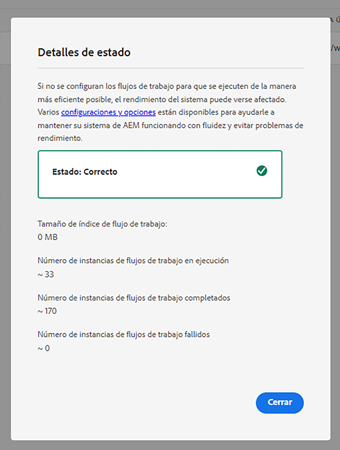 Detalles de estado
Si no se configuran los flujos de trabajo para que se ejecuten de la manera
más eficiente posible, el rendimiento del sistema puede verse afectado.
Varios configuraciones y opciones están disponibles para ayudarle a
mantener su sistema de AEM funcionando con fluidez y evitar problemas de
rendimiento.
Estado: Correcto
Tamaño de índice de flujo de trabajo:
0 MB
Número de instancias de flujos de trabajo en ejecución
~ 33
Número de instancias de flujos de trabajo completados
~ 170
Número de instancias de flujos de trabajo fallidos
~ 0
Cerrar